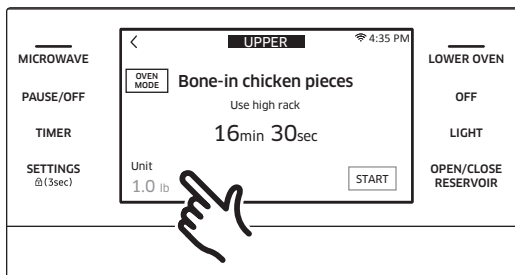 MICROWAVE
PAUSE/OFF
TIMER
SETTINGS
(3sec)
<
UPPER
4:35 PM
OVEN
MODE
Bone-in chicken pieces
Use high rack
16min 30sec
Unit
1.0 lb
START
LOWER OVEN
OFF
LIGHT
OPEN/CLOSE
RESERVOIR